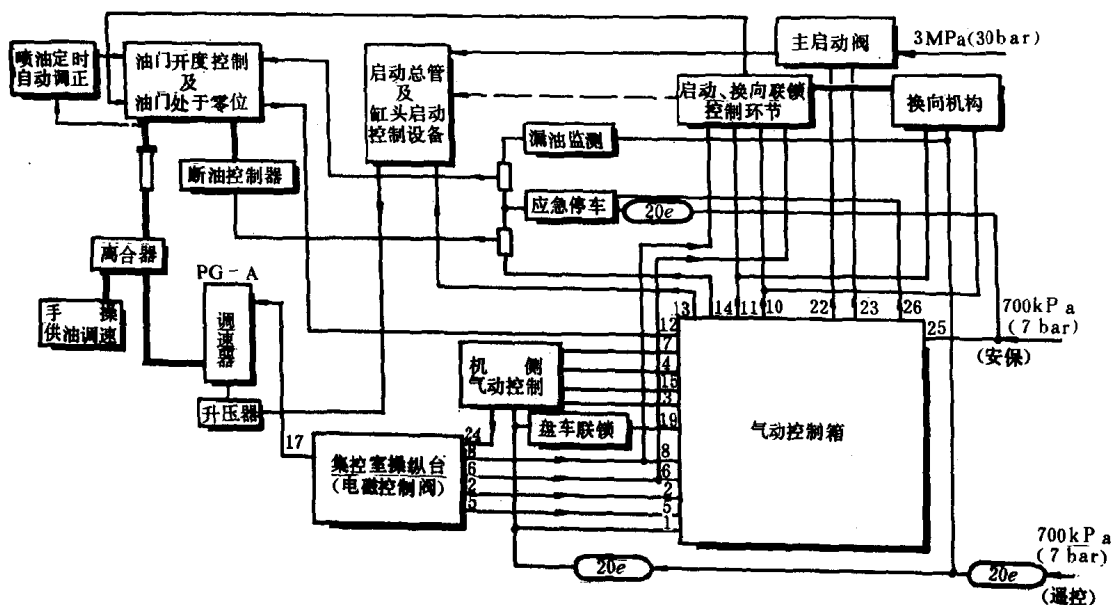 喷油定时
自动调正
油门开度控制
及
油门处于零位
启动总管
及
缸头启动
控制设备
主启动阀
3MPa(30bar)
启动、换向联锁
控制环节
换向机构
漏油监测
断油控制器
应急停车
20e
离合器
PG-A
手 操
供油调速
调速器
升压器
13
14
11
10
22
23
26
700kPa
(7 bar)
25
(安保)
12
7
4
15
3
19
8
6
2
5
1
机 侧
气动控制
盘车联锁
气动控制箱
17
24
8
6
2
5
集控室操纵台
(电磁控制阀)
20e
20e
700kPa
(7 bar)
(遥控)